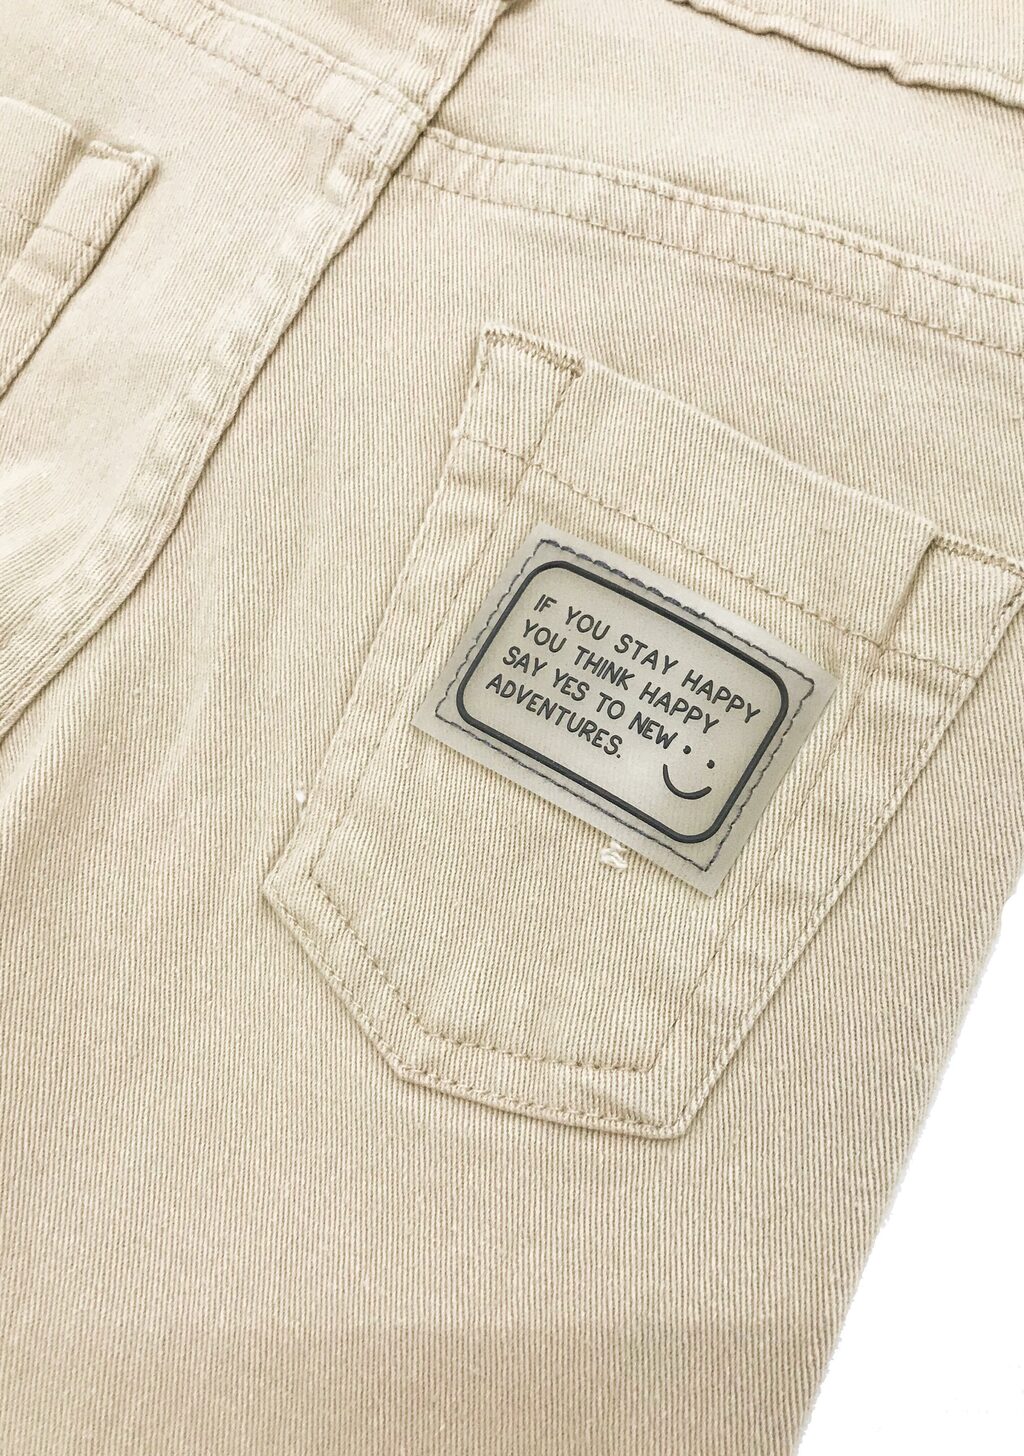 IF YOU STAY HAPPY
YOU THINK HAPPY
SAY YES TO NEW
ADVENTURES.